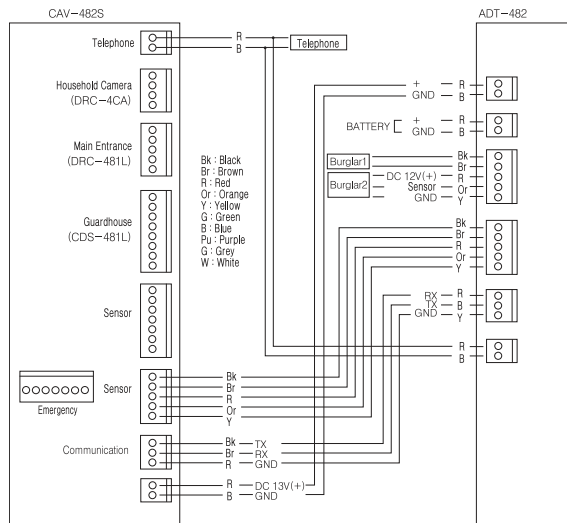 CAV-482S
ADT-482
Telephone
R
B
Telephone
Household Camera
(DRC-4CA)
+ R
GND B
BATTERY
+ R
GND B
Main Entrance
(DRC-481L)
Burglar1
Burglar2
Bk
Br
DC 12V(+) R
Sensor Or
GND Y
Bk : Black
Br : Brown
R : Red
Or : Orange
Y : Yellow
G : Green
B : Blue
Pu : Purple
G : Grey
W : White
Guardhouse
(CDS-481L)
Bk
Br
R
Or
Y
RX R
TX B
GND Y
Sensor
R
B
Emergency
Sensor
Bk
Br
R
Or
Y
Communication
Bk TX
Br RX
R GND
R DC 13V(+)
B GND